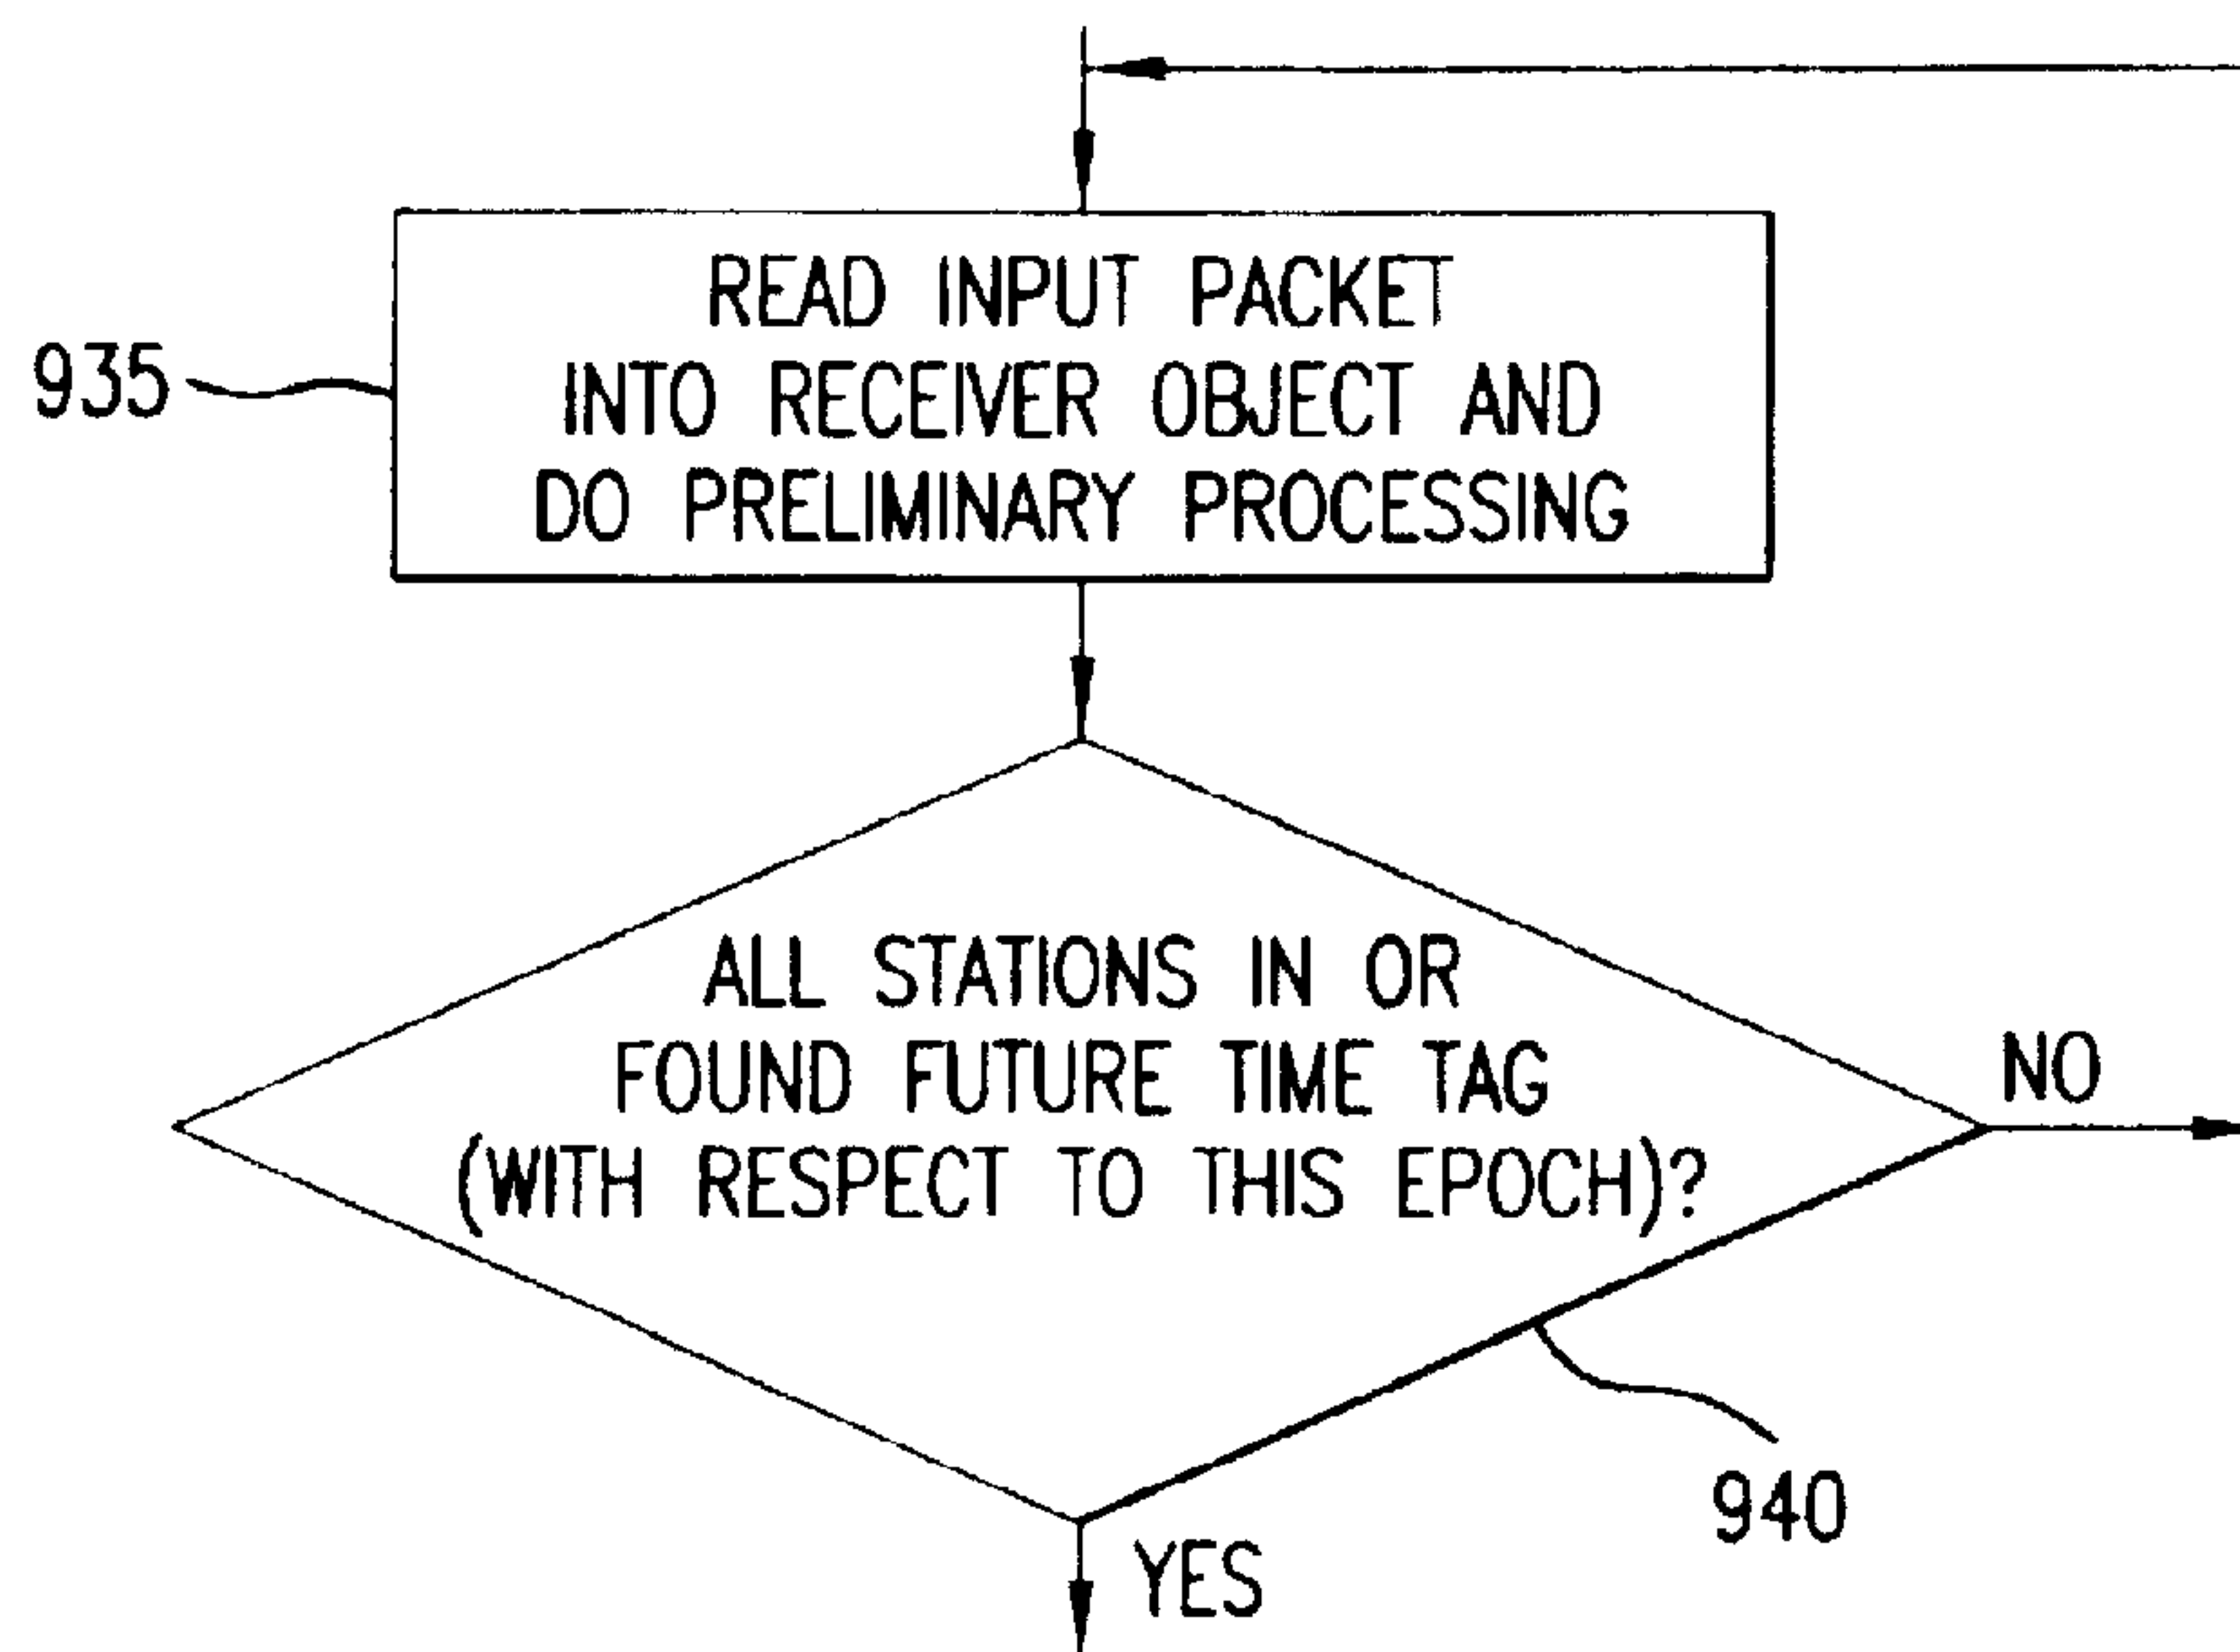 READ INPUT PACKET
INTO RECEIVER OBJECT AND
DO PRELIMINARY PROCESSING
935
ALL STATIONS IN OR
FOUND FUTURE TIME TAG
(WITH RESPECT TO THIS EPOCH)?
NO
940
YES